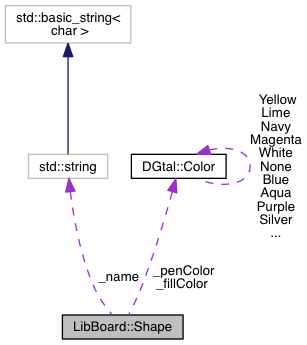 std::basic_string<
char >
Yellow
Lime
Navy
Magenta
White
None
Blue
Aqua
Purple
Silver
...
std::string
DGtal::Color
_name
_penColor
_fillColor
LibBoard::Shape